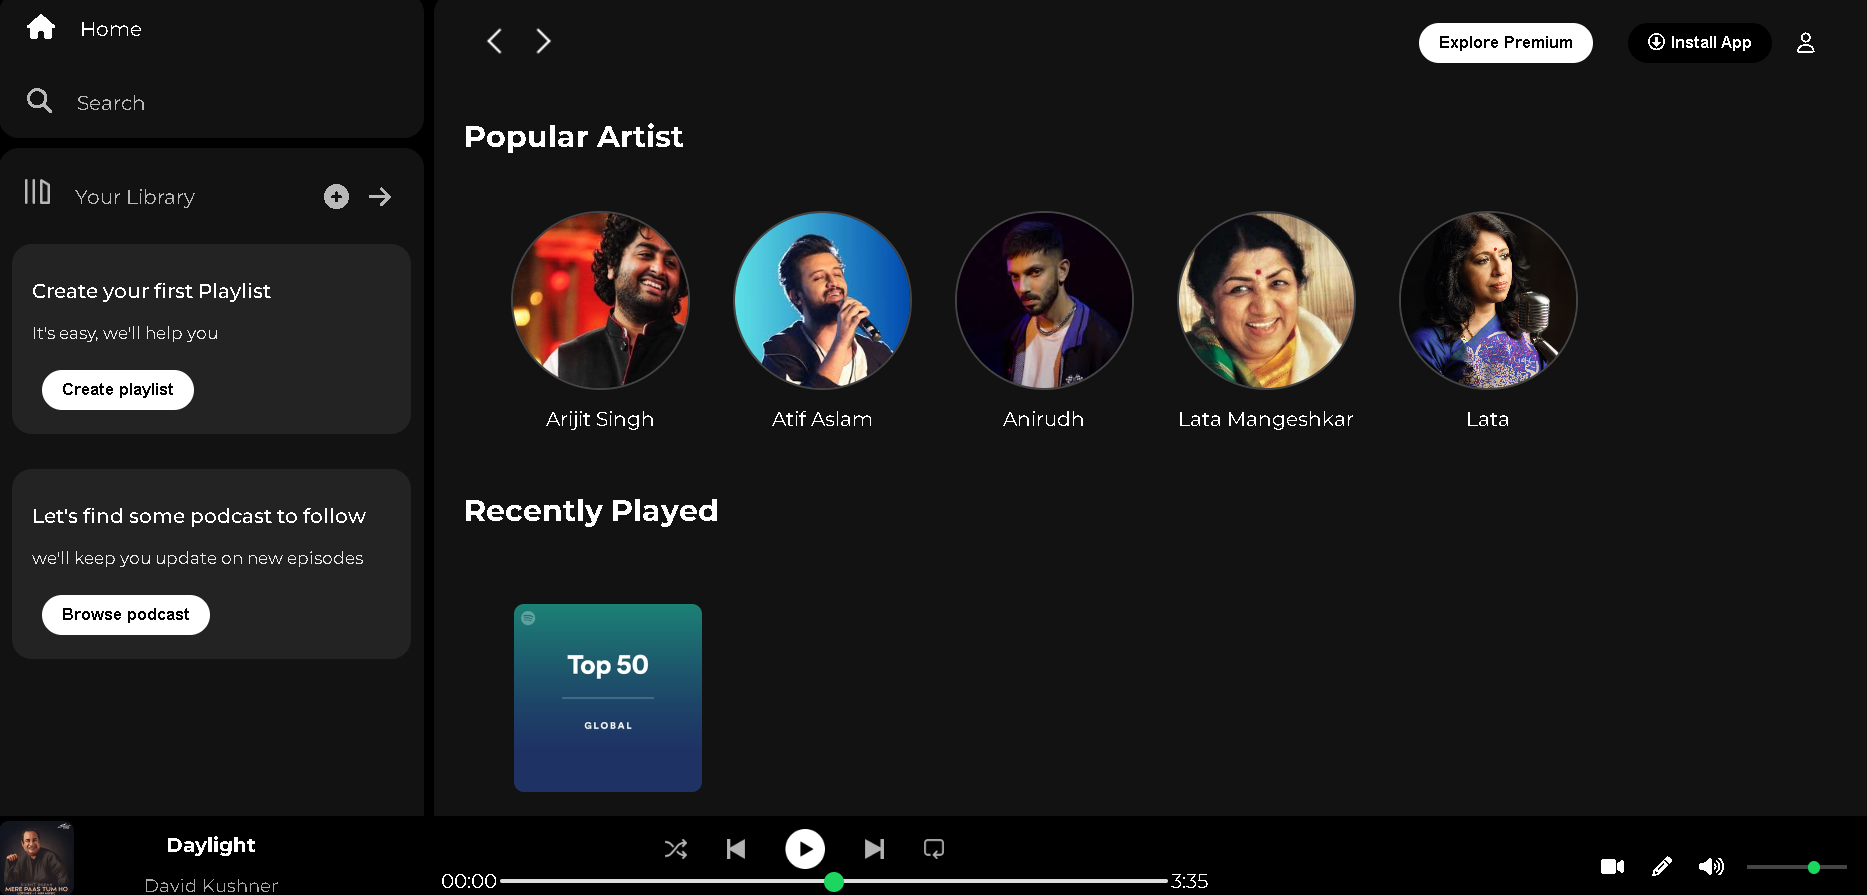 Home
Search
Your Library
Create your first Playlist
It's easy, we'll help you
Create playlist
Let's find some podcast to follow
we'll keep you update on new episodes
Browse podcast
Explore Premium
Install App
Popular Artist
Arijit Singh
Atif Aslam
Anirudh
Lata Mangeshkar
Lata
Recently Played
Top 50
GLOBAL
MERE PAAS TUM HO
Daylight
David Kushner
00:00
3:35